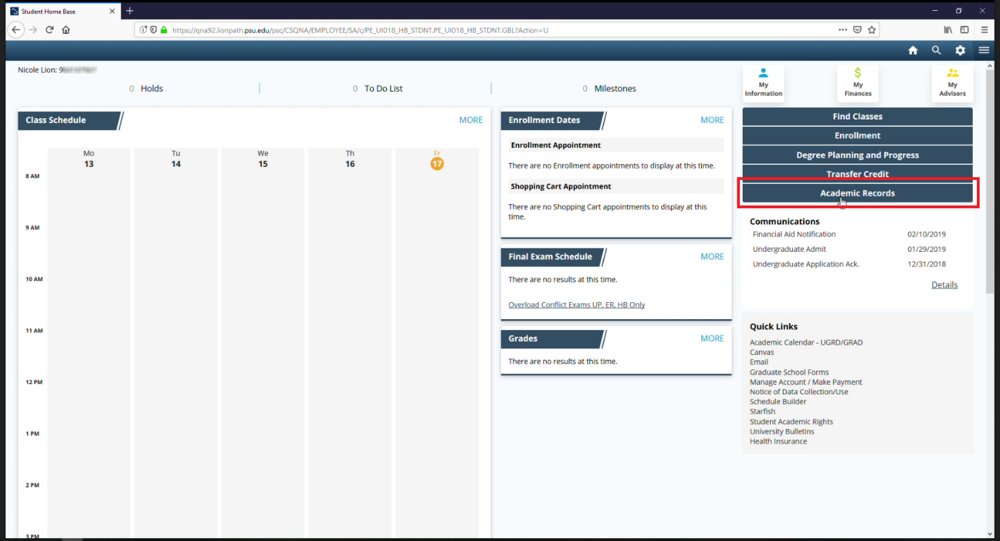 Student Home Base
https://qna92.lionpath.psu.edu/psc/CSQNA/EMPLOYEE/SA/c/PE_UI018_HB_STDNT.PE_UI018_HB_STDNT.GBL?Action=U
Nicole Lion: 9
0 Holds
0 To Do List
0 Milestones
My
Information
My
Finances
My
Advisors
Class Schedule
MORE
Mo
13
Tu
14
We
15
Th
16
Fr
17
8 AM
9 AM
10 AM
11 AM
12 PM
1 PM
2 PM
3 PM
Enrollment Dates
MORE
Enrollment Appointment
There are no Enrollment appointments to display at this time.
Shopping Cart Appointment
There are no Shopping Cart appointments to display at this
time.
Final Exam Schedule
MORE
There are no results at this time.
Overload Conflict Exams UP, ER, HB Only
Grades
MORE
There are no results at this time.
Find Classes
Enrollment
Degree Planning and Progress
Transfer Credit
Academic Records
Communications
Financial Aid Notification 02/10/2019
Undergraduate Admit 01/29/2019
Undergraduate Application Ack. 12/31/2018
Details
Quick Links
Academic Calendar - UGRD/GRAD
Canvas
Email
Graduate School Forms
Manage Account / Make Payment
Notice of Data Collection/Use
Schedule Builder
Starfish
Student Academic Rights
University Bulletins
Health Insurance